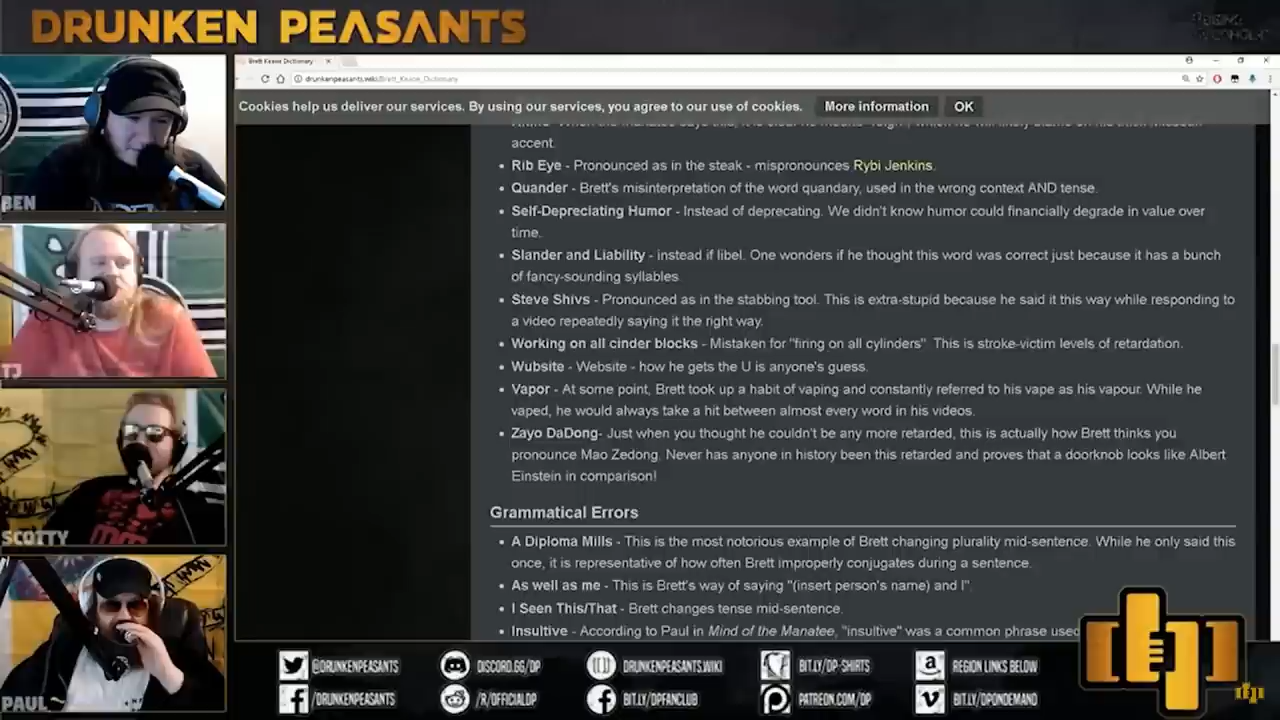 DRUNKEN PEASANTS
Brett Keane Dictionary
drunkenpeasants.wiki/Brett_Keane_Dictionary
Cookies help us deliver our services. By using our services, you agree to our use of cookies. More information OK
accent.
• Rib Eye - Pronounced as in the steak - mispronounces Rybi Jenkins.
• Quander - Brett's misinterpretation of the word quandary, used in the wrong context AND tense.
• Self-Depreciating Humor - Instead of deprecating. We didn't know humor could financially degrade in value over
time.
• Slander and Liability - instead if libel. One wonders if he thought this word was correct just because it has a bunch
of fancy-sounding syllables.
• Steve Shivs - Pronounced as in the stabbing tool. This is extra-stupid because he said it this way while responding to
a video repeatedly saying it the right way.
• Working on all cinder blocks - Mistaken for "firing on all cylinders". This is stroke-victim levels of retardation.
• Wubsite - Website - how he gets the U is anyone's guess.
• Vapor - At some point, Brett took up a habit of vaping and constantly referred to his vape as his vapour. While he
vaped, he would always take a hit between almost every word in his videos.
• Zayo DaDong- Just when you thought he couldn't be any more retarded, this is actually how Brett thinks you
pronounce Mao Zedong. Never has anyone in history been this retarded and proves that a doorknob looks like Albert
Einstein in comparison!
Grammatical Errors
• A Diploma Mills - This is the most notorious example of Brett changing plurality mid-sentence. While he only said this
once, it is representative of how often Brett improperly conjugates during a sentence.
• As well as me - This is Brett's way of saying "(insert person's name) and I".
• I Seen This/That - Brett changes tense mid-sentence.
• Insultive - According to Paul in Mind of the Manatee, "insultive" was a common phrase used
BEN
TJ
SCOTTY
PAUL
@DRUNKENPEASANTS DISCORD.GG/DP DRUNKENPEASANTS.WIKI BIT.LY/DP-SHIRTS REGION LINKS BELOW
/DRUNKENPEASANTS /R/OFFICIALDP BIT.LY/DPFANCLUB PATREON.COM/DP BIT.LY/DPONDEMAND